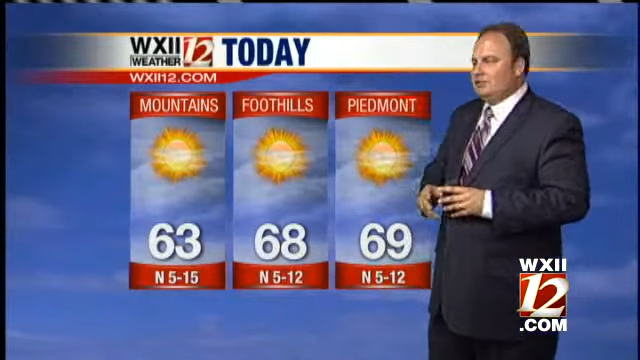 WXII 12 TODAY
WEATHER
WXII12.COM
MOUNTAINS FOOTHILLS PIEDMONT
63 68 69
N 5-15 N 5-12 N 5-12
WXII
12
.COM